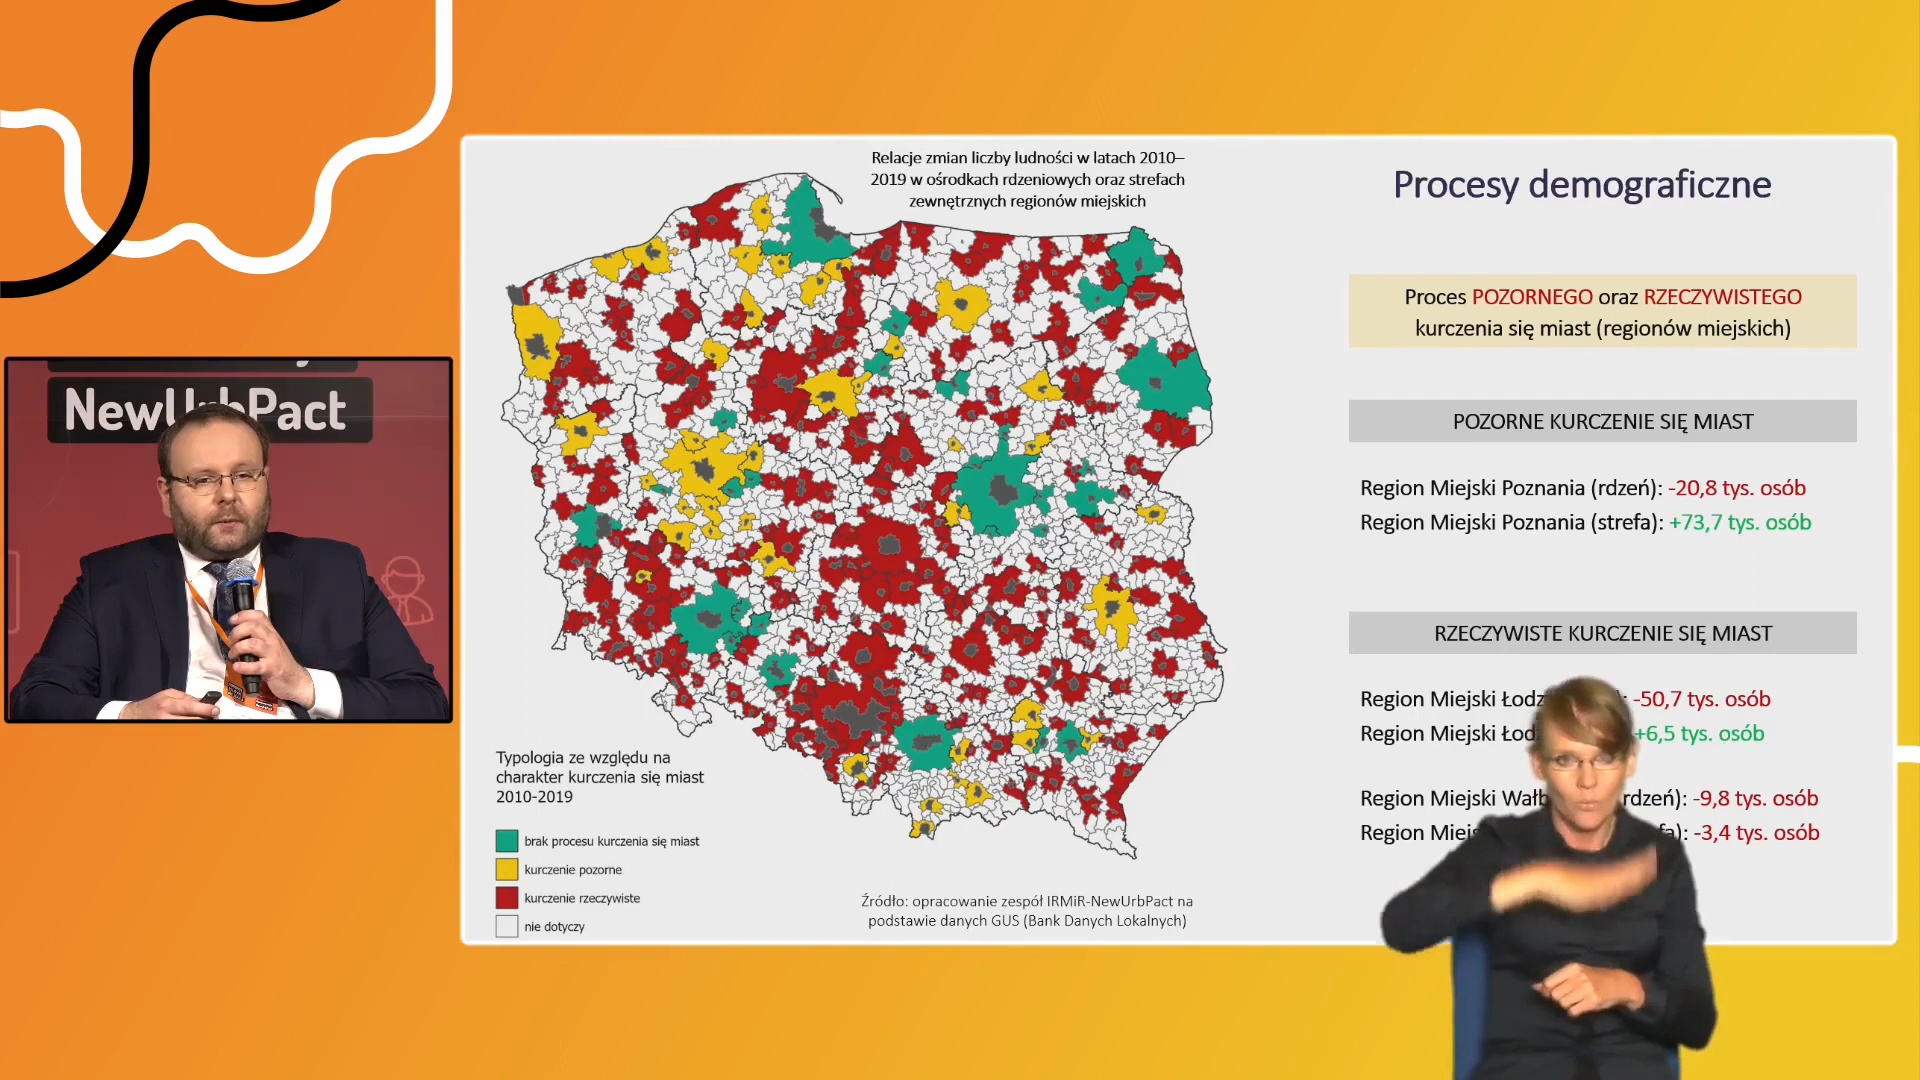 NewUrbPact
Relacje zmian liczby ludności w latach 2010–
2019 w ośrodkach rdzeniowych oraz strefach
zewnętrznych regionów miejskich
Typologia ze względu na
charakter kurczenia się miast
2010-2019
brak procesu kurczenia się miast
kurczenie pozorne
kurczenie rzeczywiste
nie dotyczy
Źródło: opracowanie zespół IRMiR-NewUrbPact na
podstawie danych GUS (Bank Danych Lokalnych)
Procesy demograficzne
Proces POZORNEGO oraz RZECZYWISTEGO
kurczenia się miast (regionów miejskich)
POZORNE KURCZENIE SIĘ MIAST
Region Miejski Poznania (rdzeń): -20,8 tys. osób
Region Miejski Poznania (strefa): +73,7 tys. osób
RZECZYWISTE KURCZENIE SIĘ MIAST
Region Miejski -50,7 tys. osób
Region Miejski +6,5 tys. osób
Region Miejski rdzeń): -9,8 tys. osób
Region -3,4 tys. osób